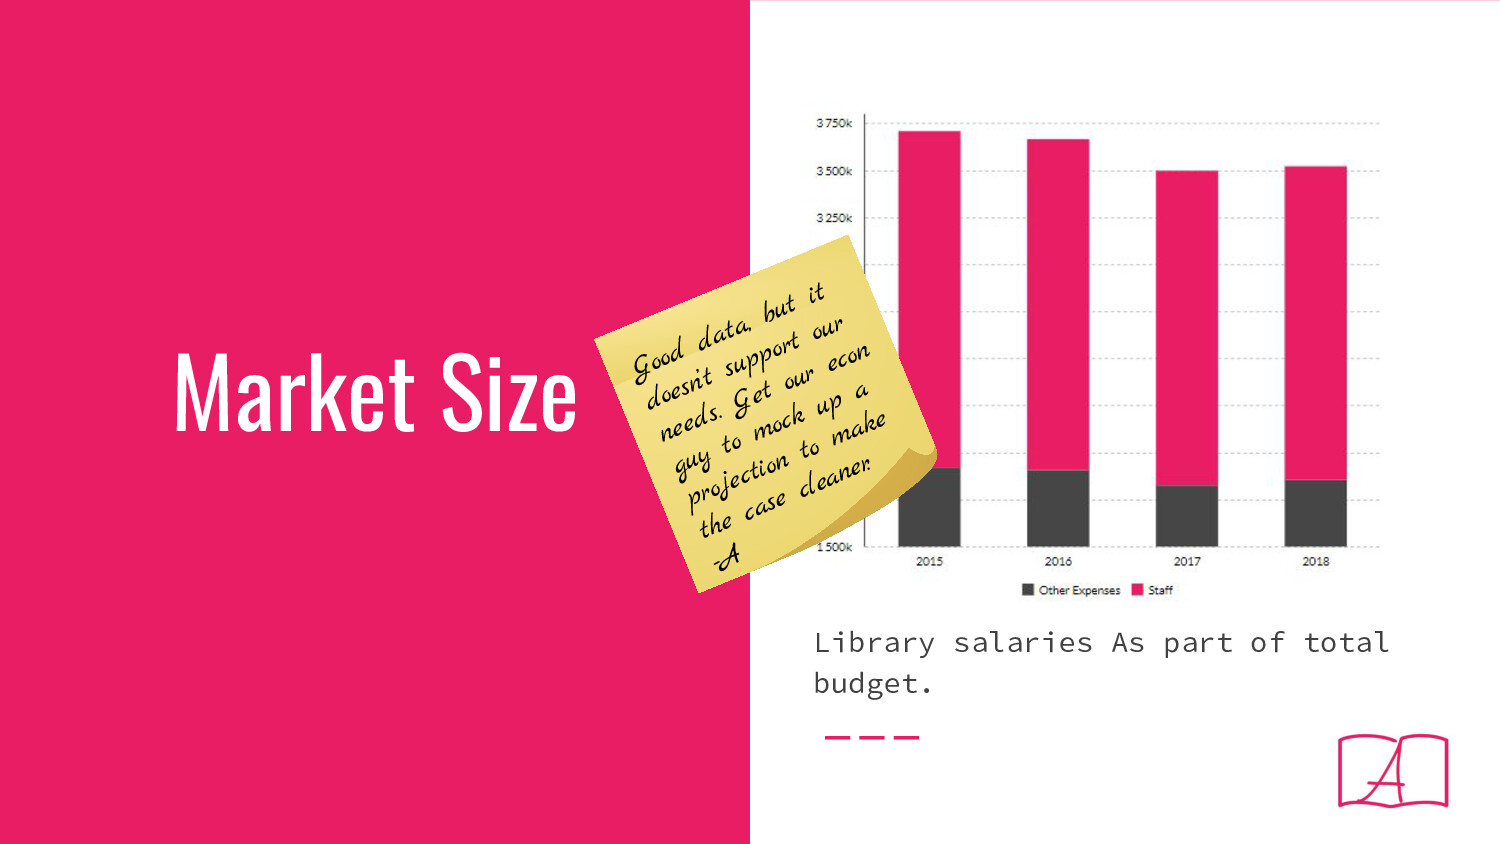 Market Size
3 750k
3 500k
3 250k
1 500k
2015 2016 2017 2018
Other Expenses Staff
Good data, but it
doesn't support our
needs. Get our econ
guy to mock up a
projection to make
the case cleaner.
-A
Library salaries As part of total
budget.
A